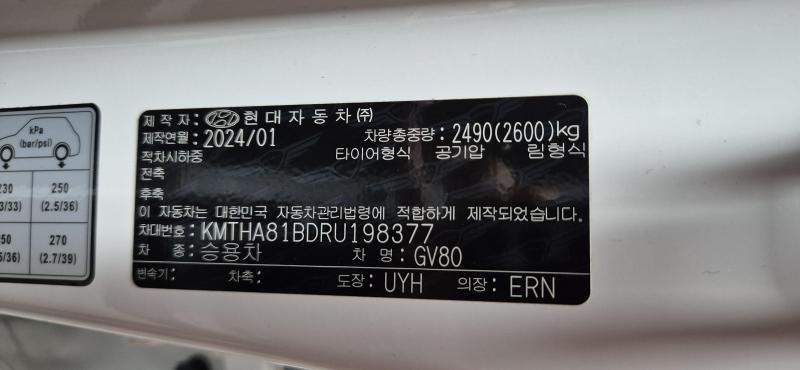 kPa
(bar/psi)
250
(2.5/36)
270
(2.7/39)
제 작 자 : 현대자동차㈜
제작연월: 2024/01 차량총중량: 2490(2600)kg
적차시하중 타이어형식 공기압 림형식
전축
후축
이 자동차는 대한민국 자동차관리법령에 적합하게 제작되었습니다.
차대번호: KMTHA81BDRU198377
차 종: 승용차 차 명: GV80
변속기: 차축: 도장: UYH 의장: ERN